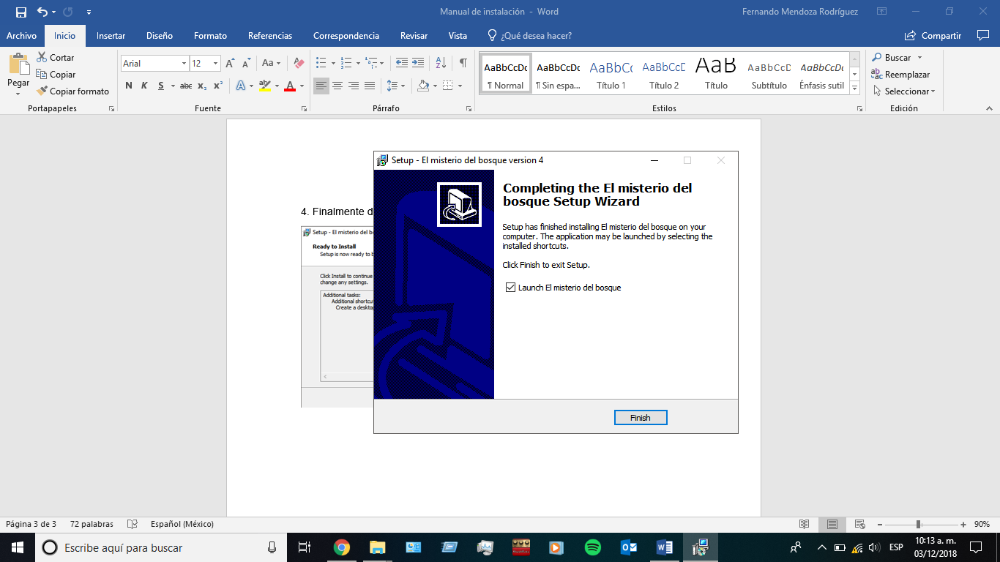 Manual de instalación - Word
Fernando Mendoza Rodríguez
Archivo Inicio Insertar Diseño Formato Referencias Correspondencia Revisar Vista ¿Qué desea hacer? Compartir
Pegar
Cortar
Copiar
Copiar formato
Portapapeles
Arial 12
Aa
N K S abc x₂ x²
A ab A
Fuente
Párrafo
AaBbCcDc AaBbCcDc AaBbCc AaBbCcD AaB AaBbCcD AaBbCcDc
¶ Normal ¶ Sin espa... Título 1 Título 2 Título Subtítulo Énfasis sutil
Estilos
Buscar
Reemplazar
Seleccionar
Edición
4. Finalmente d
Setup - El misterio del b
Ready to Install
Setup is now ready to b
Click Install to continue
change any settings.
Additional tasks:
Additional shortcu
Create a desktop
Setup - El misterio del bosque version 4
Completing the El misterio del
bosque Setup Wizard
Setup has finished installing El misterio del bosque on your
computer. The application may be launched by selecting the
installed shortcuts.
Click Finish to exit Setup.
Launch El misterio del bosque
Finish
Página 3 de 3 72 palabras Español (México)
90%
Escribe aquí para buscar
ESP
10:13 a. m.
03/12/2018